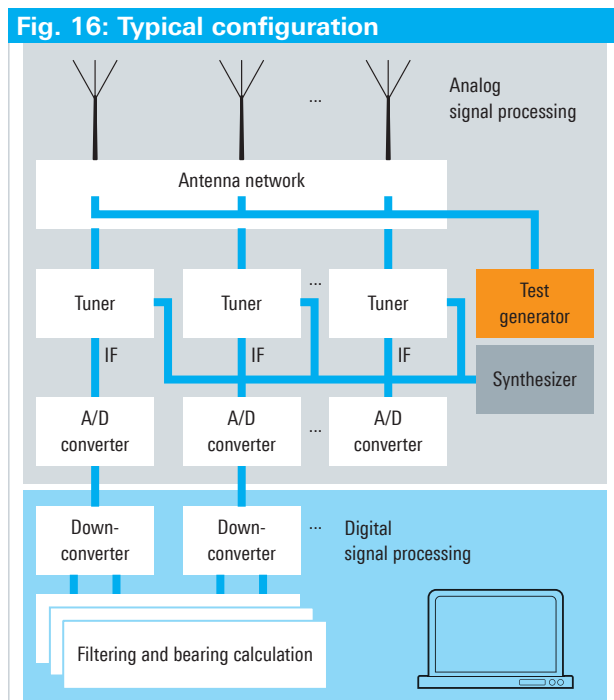 Fig. 16: Typical configuration
...
Analog
signal processing
Antenna network
Tuner
Tuner
...
Tuner
Test
generator
IF
IF
IF
Synthesizer
A/D
converter
A/D
converter
...
A/D
converter
Down-
converter
Down-
converter
...
Digital
signal processing
Filtering and bearing calculation